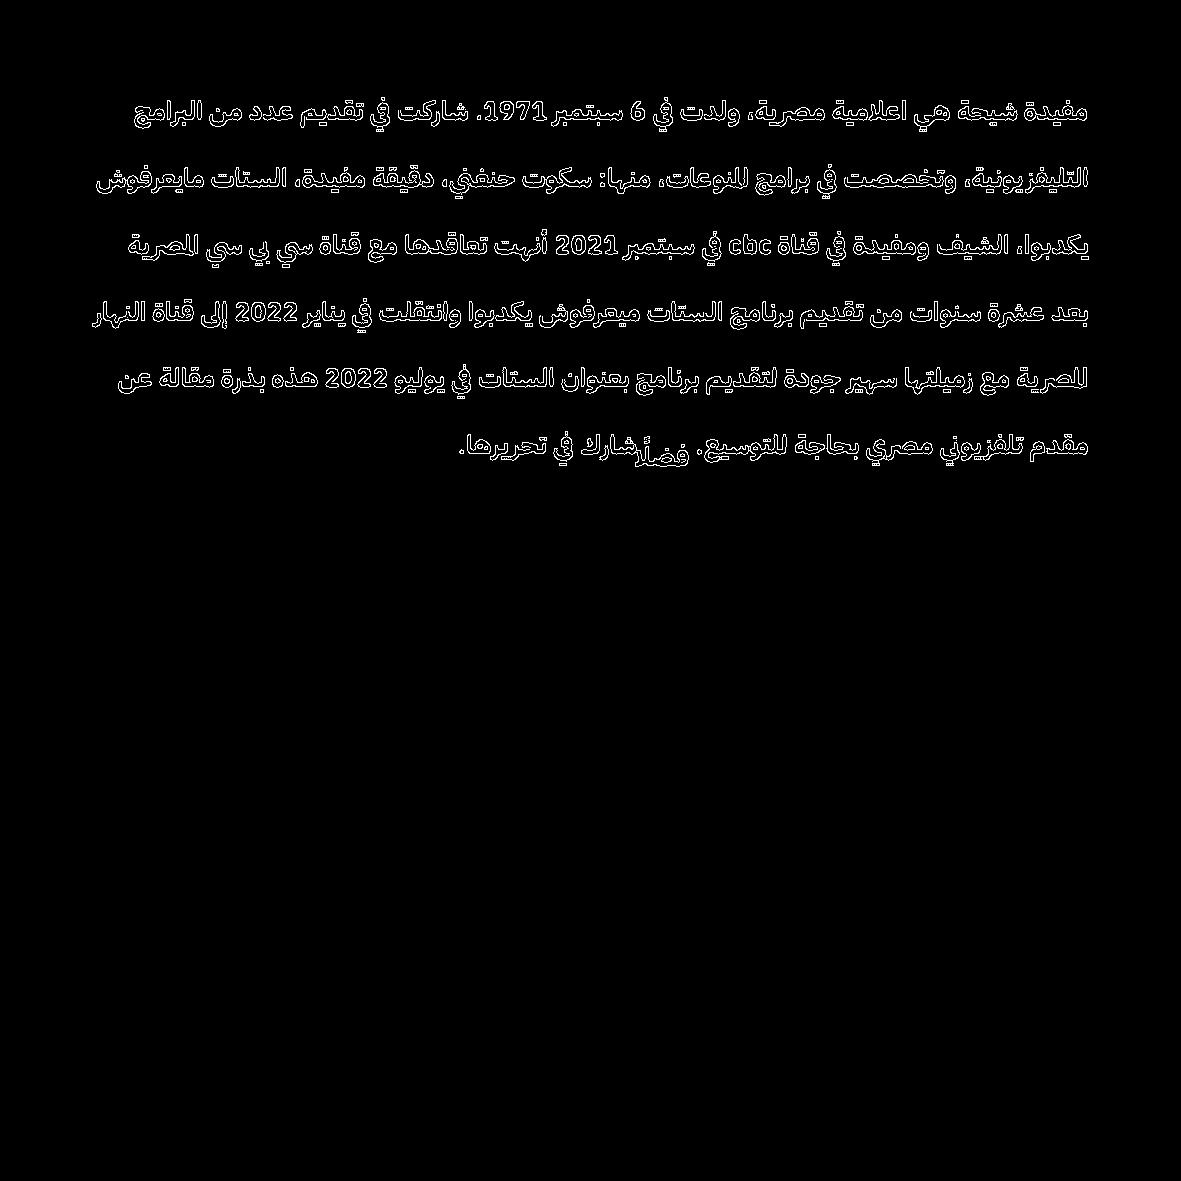 مفيدة شيحة هي اعلامية مصرية، ولدت في 6 سبتمبر 1971. شاركت في تقديم عدد من البرامج
التليفزيونية، وتخصصت في برامج المنوعات، منها: سكوت حنغني، دقيقة مفيدة، الستات مايعرفوش
يكدبوا، الشيف ومفيدة في قناة cbc في سبتمبر 2021 أنهت تعاقدها مع قناة سي بي سي المصرية
بعد عشرة سنوات من تقديم برنامج الستات ميعرفوش يكدبوا وانتقلت في يناير 2022 إلى قناة النهار
المصرية مع زميلتها سهير جودة لتقديم برنامج بعنوان الستات في يوليو 2022 هذه بذرة مقالة عن
مقدم تلفزيوني مصري بحاجة للتوسيع. فضلًا شارك في تحريرها.